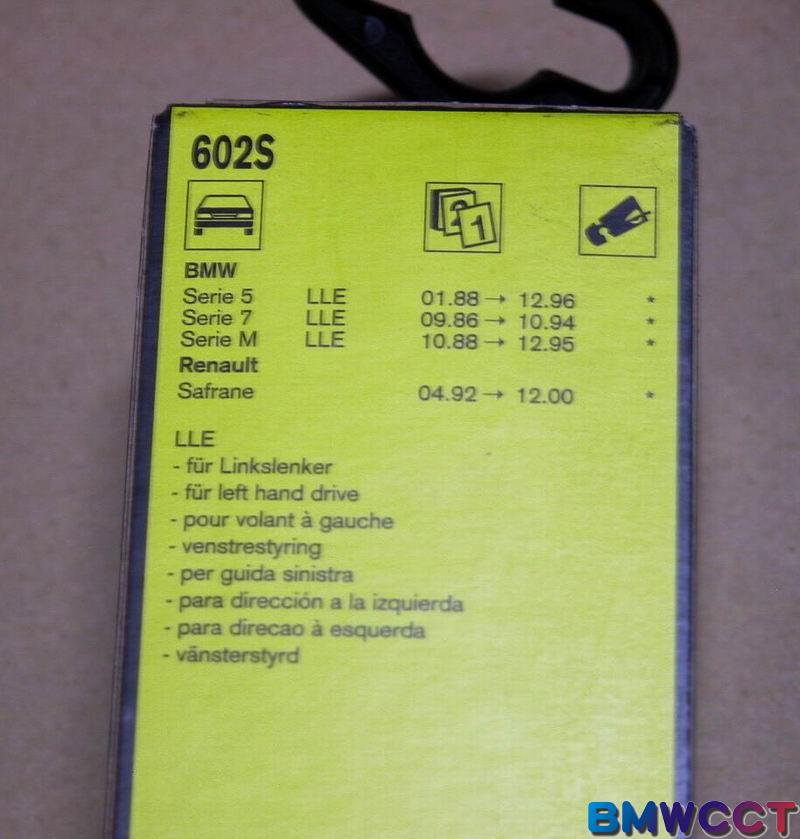 602S
2 1
BMW
Serie 5 LLE 01.88 → 12.96 *
Serie 7 LLE 09.86 → 10.94 *
Serie M LLE 10.88 → 12.95 *
Renault
Safrane 04.92 → 12.00 *
LLE
- für Linkslenker
- für left hand drive
- pour volant à gauche
- venstrestyring
- per guida sinistra
- para dirección a la izquierda
- para direcao à esquerda
- vänsterstyrd
BMWCCT